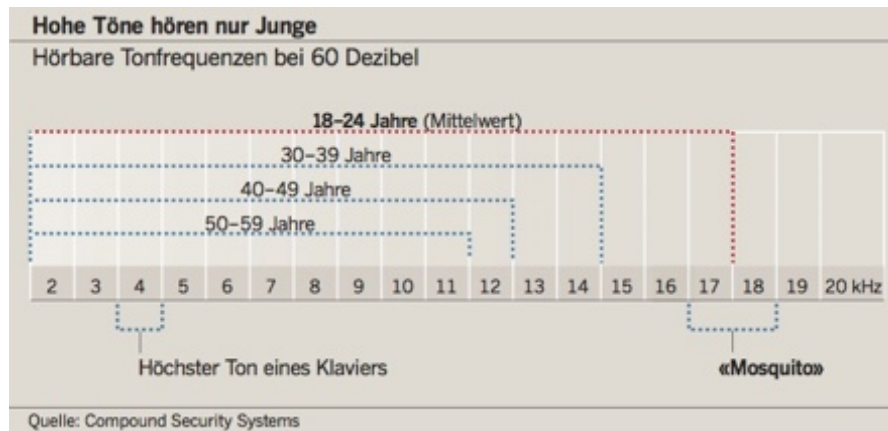 Hohe Töne hören nur Junge
Hörbare Tonfrequenzen bei 60 Dezibel
18–24 Jahre (Mittelwert)
30–39 Jahre
40–49 Jahre
50–59 Jahre
2 3 4 5 6 7 8 9 10 11 12 13 14 15 16 17 18 19 20 kHz
Höchster Ton eines Klaviers «Mosquito»
Quelle: Compound Security Systems